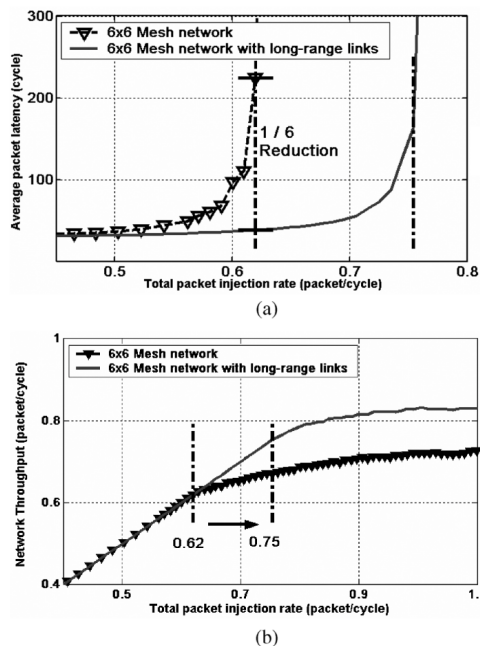 300
200
100
Average packet latency (cycle)
6x6 Mesh network
6x6 Mesh network with long-range links
1 / 6
Reduction
0.5 0.6 0.7 0.8
Total packet injection rate (packet/cycle)
(a)
1
0.8
0.6
0.4
Network Throughput (packet/cycle)
6x6 Mesh network
6x6 Mesh network with long-range links
0.62 0.75
0.5 0.7 0.9 1.
Total packet injection rate (packet/cycle)
(b)